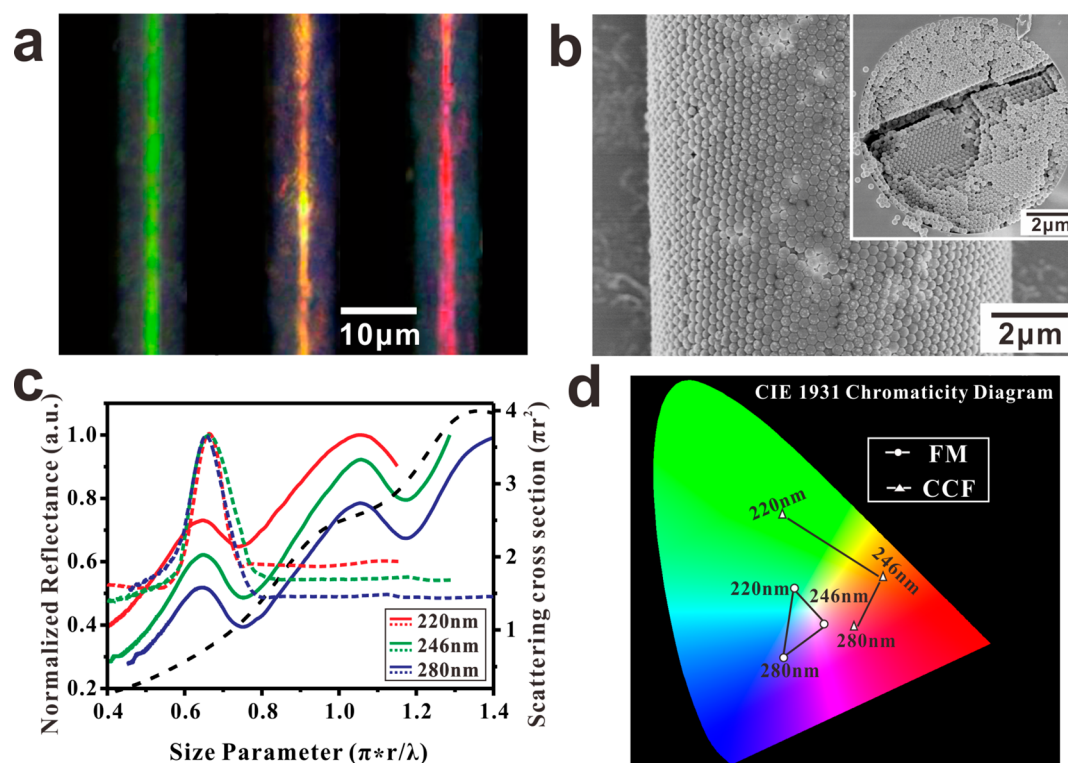 a
10μm
b
2μm
2μm
c
Normalized Reflectance (a.u.)
1.0
0.8
0.6
0.4
0.2
0.4 0.6 0.8 1.0 1.2 1.4
Size Parameter (π*r/λ)
4
3
2
1
Scattering cross section (πr²)
220nm
246nm
280nm
d
CIE 1931 Chromaticity Diagram
FM
CCF
220nm
246nm
220nm
246nm
280nm
280nm